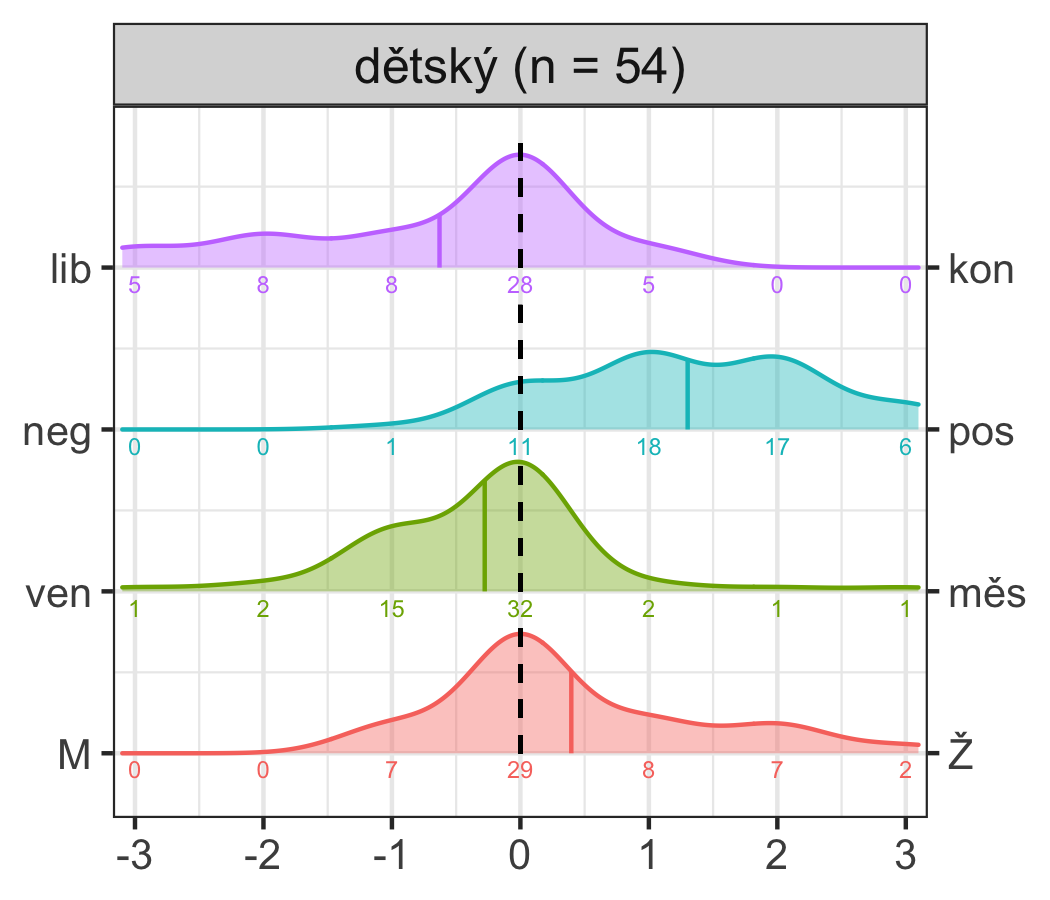 dětský (n = 54)
lib kon
5 8 8 28 5 0 0
neg pos
0 0 1 11 18 17 6
ven měs
1 2 15 32 2 1 1
M Ž
0 0 7 29 8 7 2
-3 -2 -1 0 1 2 3